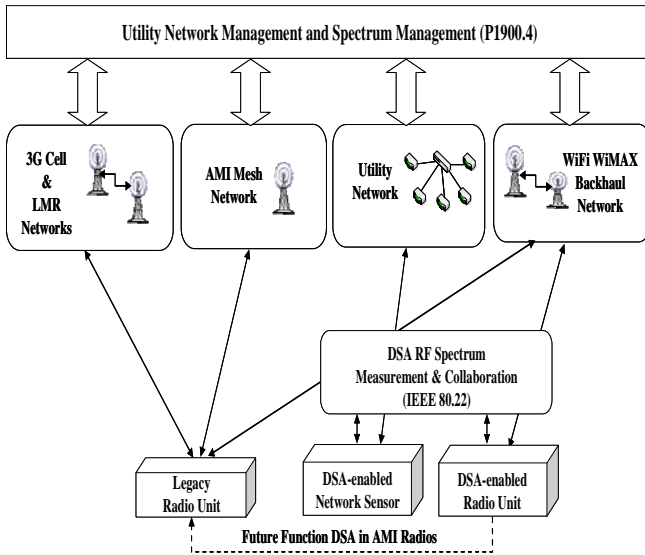 Utility Network Management and Spectrum Management (P1900.4)
3G Cell
&
LMR
Networks
AMI Mesh
Network
Utility
Network
WiFi WiMAX
Backhaul
Network
DSA RF Spectrum
Measurement & Collaboration
(IEEE 80.22)
Legacy
Radio Unit
DSA-enabled
Network Sensor
DSA-enabled
Radio Unit
Future Function DSA in AMI Radios